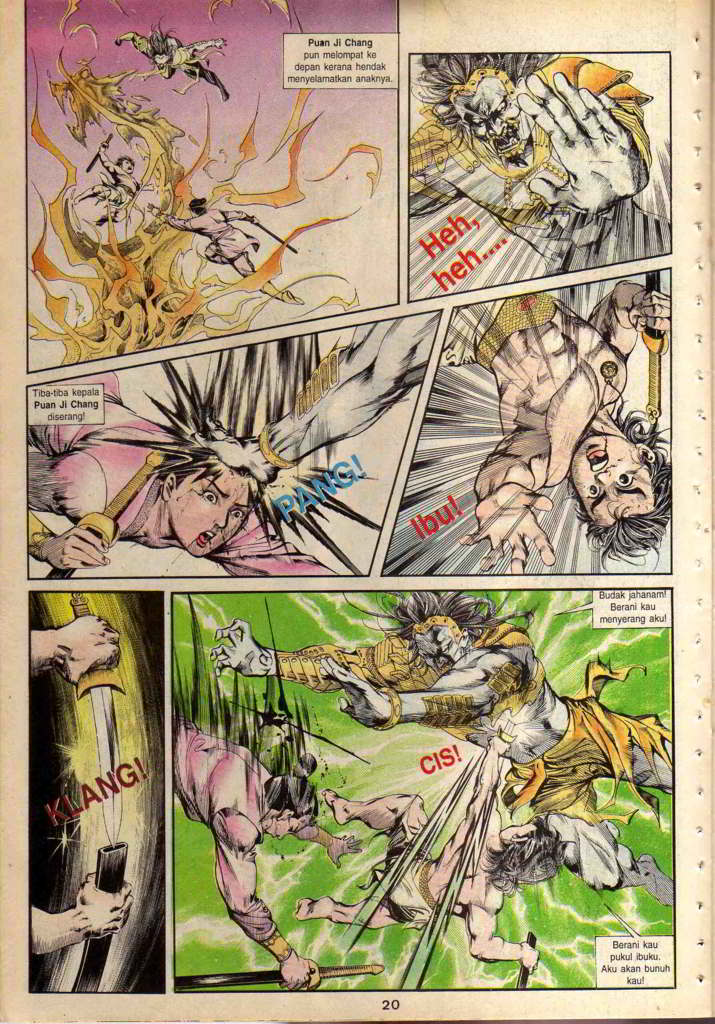 Puan Ji Chang
pun melompat ke
depan kerana hendak
menyelamatkan anaknya.
Heh,
heh....
Tiba-tiba kepala
Puan Ji Chang
diserang!
PANG!
Ibu!
KLANG!
Budak jahanam!
Berani kau
menyerang aku!
CIS!
Berani kau
pukul ibuku.
Aku akan bunuh
kau!
20